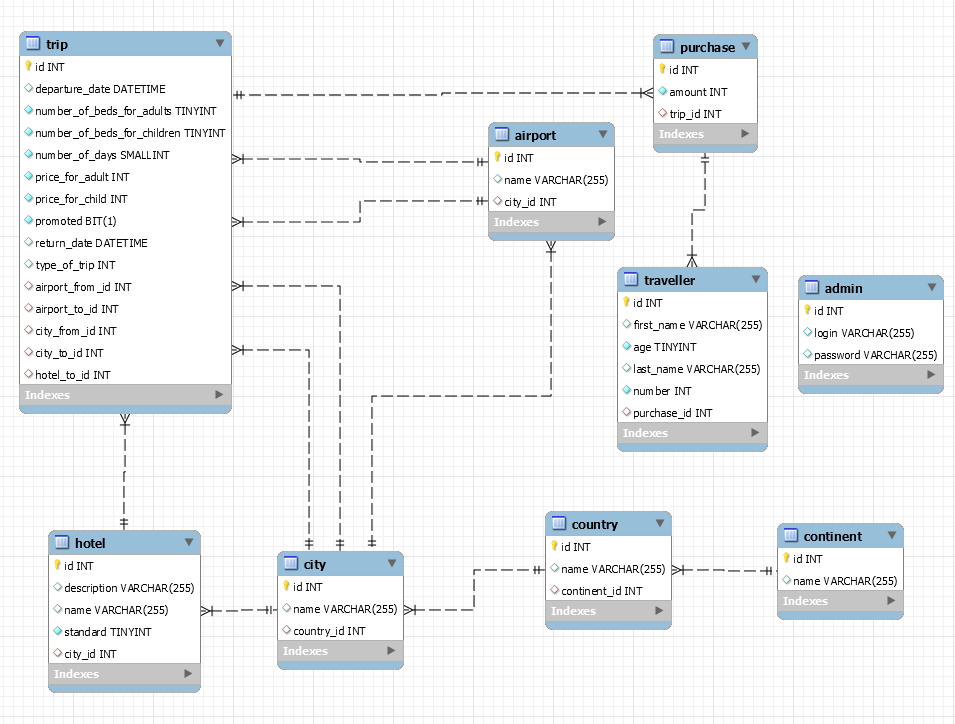 trip
id INT
departure_date DATETIME
number_of_beds_for_adults TINYINT
number_of_beds_for_children TINYINT
number_of_days SMALLINT
price_for_adult INT
price_for_child INT
promoted BIT(1)
return_date DATETIME
type_of_trip INT
airport_from_id INT
airport_to_id INT
city_from_id INT
city_to_id INT
hotel_to_id INT
Indexes
purchase
id INT
amount INT
trip_id INT
Indexes
airport
id INT
name VARCHAR(255)
city_id INT
Indexes
traveller
id INT
first_name VARCHAR(255)
age TINYINT
last_name VARCHAR(255)
number INT
purchase_id INT
Indexes
admin
id INT
login VARCHAR(255)
password VARCHAR(255)
Indexes
hotel
id INT
description VARCHAR(255)
name VARCHAR(255)
standard TINYINT
city_id INT
Indexes
city
id INT
name VARCHAR(255)
country_id INT
Indexes
country
id INT
name VARCHAR(255)
continent_id INT
Indexes
continent
id INT
name VARCHAR(255)
Indexes